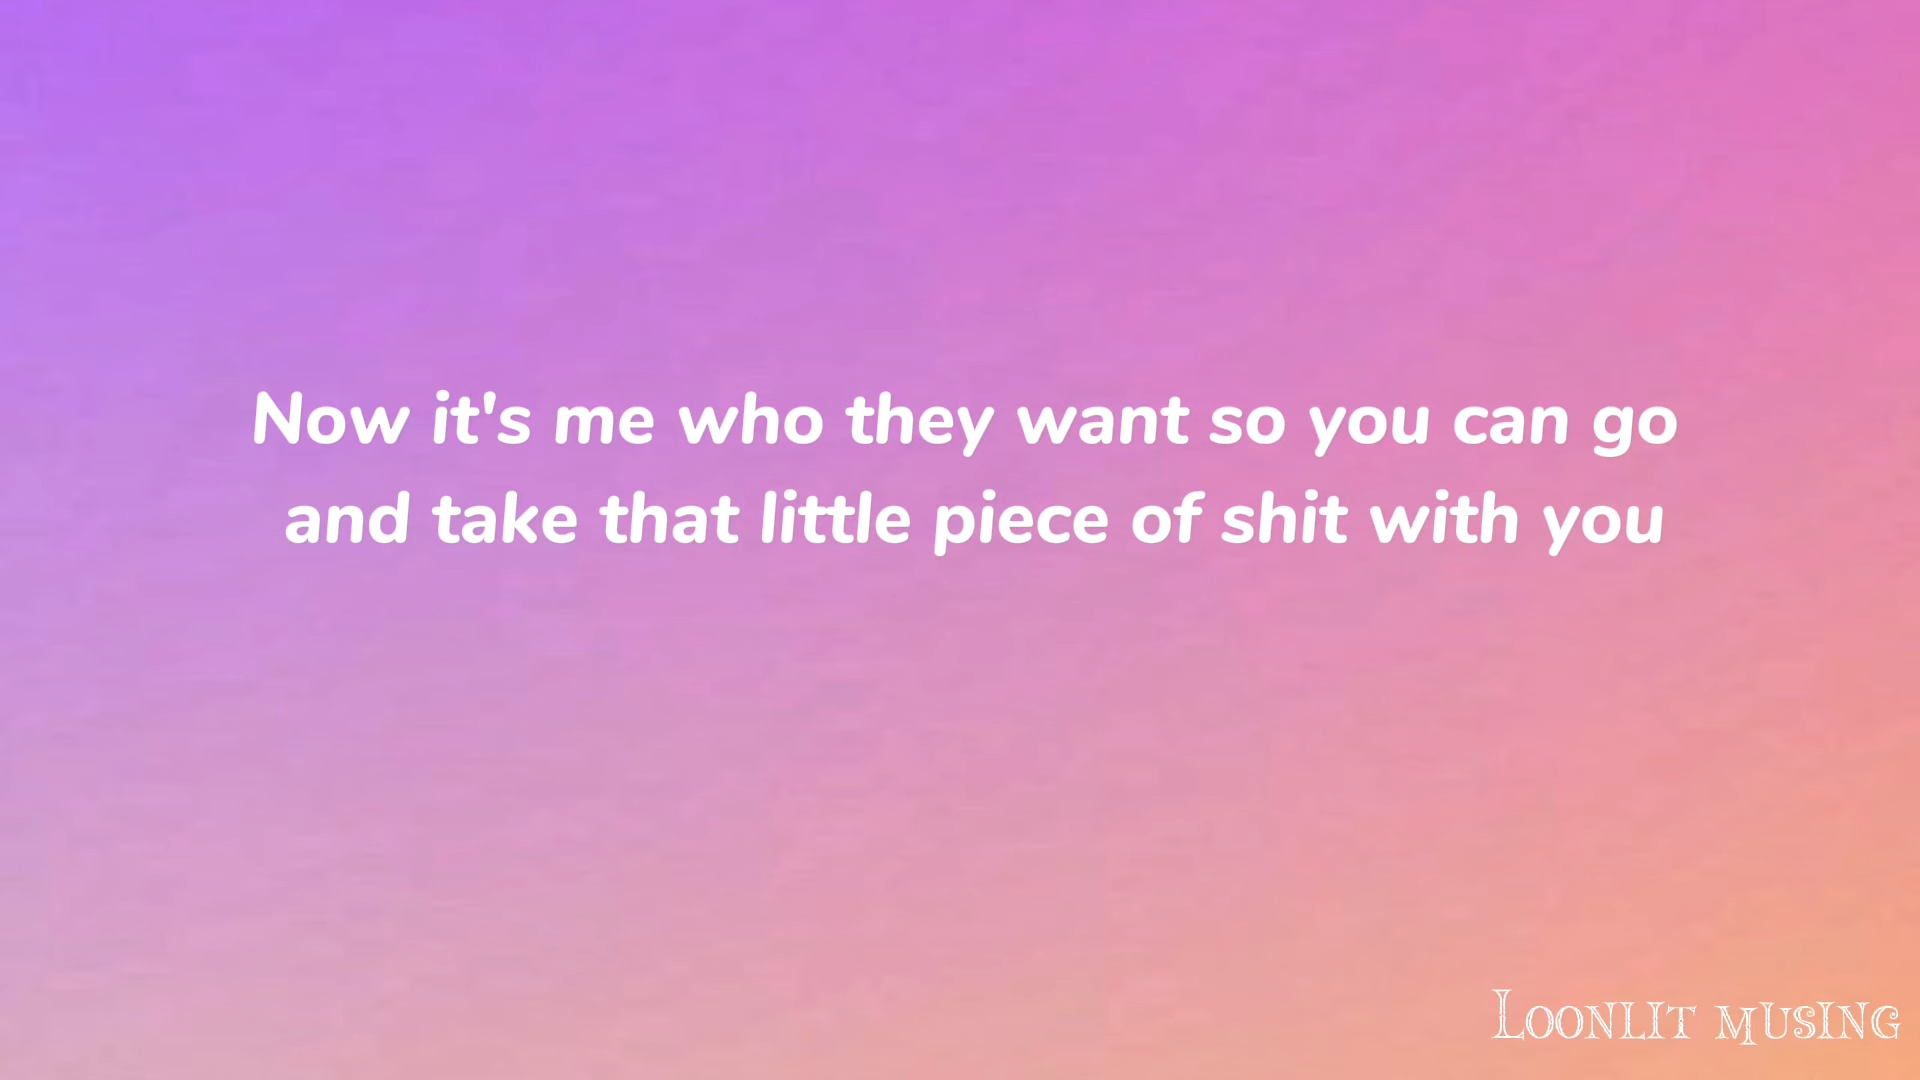 Now it's me who they want so you can go
and take that little piece of shit with you
Loonlit musing